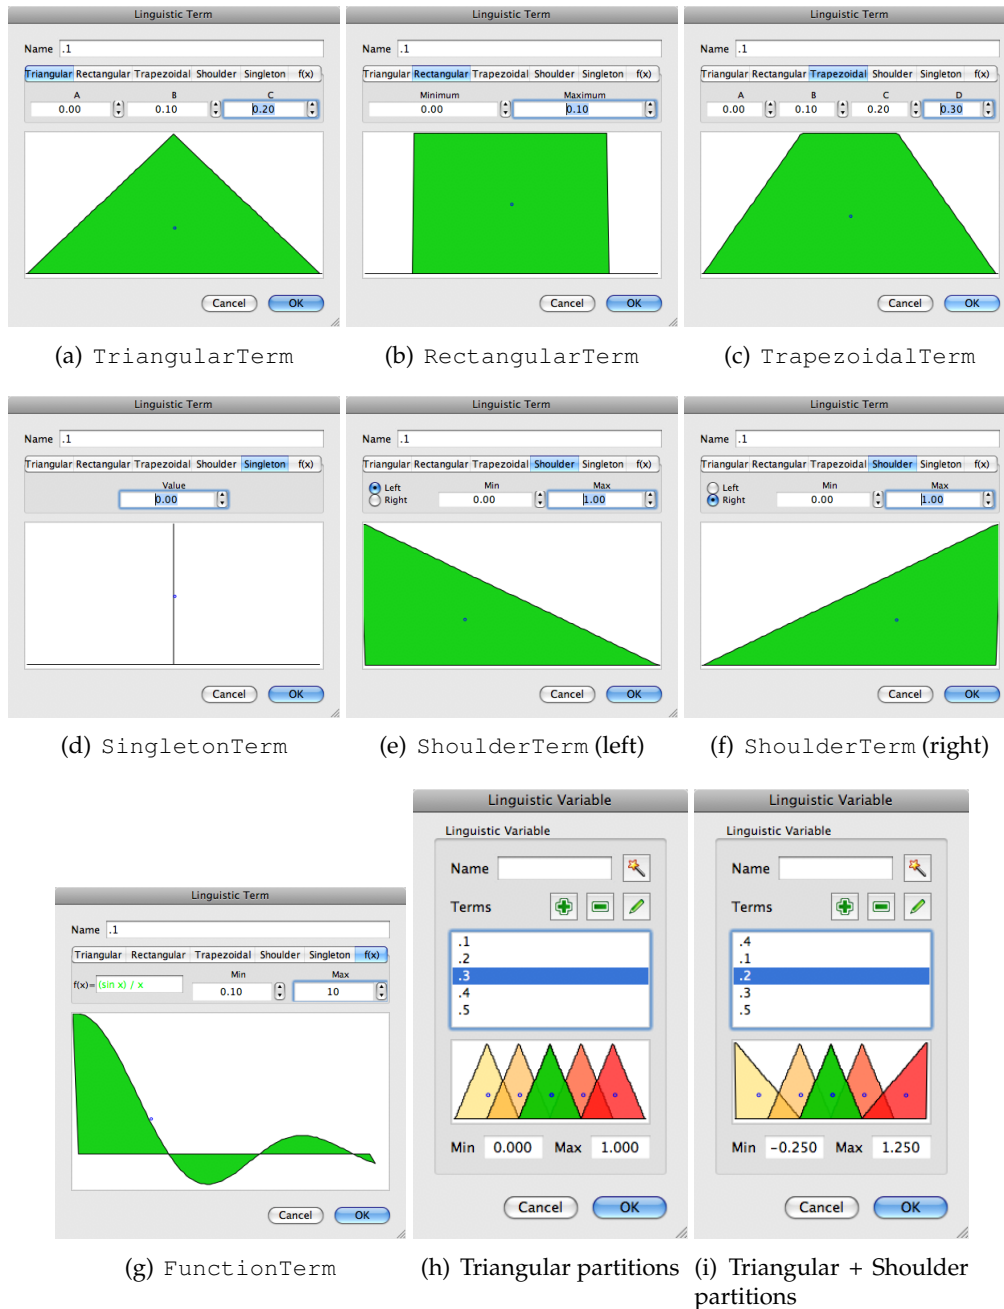 Linguistic Term
Name .1
Triangular Rectangular Trapezoidal Shoulder Singleton f(x)
A B C
0.00 0.10 0.20
Cancel OK
(a) TriangularTerm
Linguistic Term
Name .1
Triangular Rectangular Trapezoidal Shoulder Singleton f(x)
Minimum Maximum
0.00 0.10
Cancel OK
(b) RectangularTerm
Linguistic Term
Name .1
Triangular Rectangular Trapezoidal Shoulder Singleton f(x)
A B C D
0.00 0.10 0.20 0.30
Cancel OK
(c) TrapezoidalTerm
Linguistic Term
Name .1
Triangular Rectangular Trapezoidal Shoulder Singleton f(x)
Value
0.00
Cancel OK
(d) SingletonTerm
Linguistic Term
Name .1
Triangular Rectangular Trapezoidal Shoulder Singleton f(x)
Left Min Max
Right 0.00 1.00
Cancel OK
(e) ShoulderTerm (left)
Linguistic Term
Name .1
Triangular Rectangular Trapezoidal Shoulder Singleton f(x)
Left Min Max
Right 0.00 1.00
Cancel OK
(f) ShoulderTerm (right)
Linguistic Term
Name .1
Triangular Rectangular Trapezoidal Shoulder Singleton f(x)
Min Max
f(x)= (sin x) / x 0.10 10
Cancel OK
(g) FunctionTerm
Linguistic Variable
Linguistic Variable
Name
Terms
.1
.2
.3
.4
.5
Min 0.000 Max 1.000
Cancel OK
(h) Triangular partitions
Linguistic Variable
Linguistic Variable
Name
Terms
.4
.1
.2
.3
.5
Min -0.250 Max 1.250
Cancel OK
(i) Triangular + Shoulder
partitions